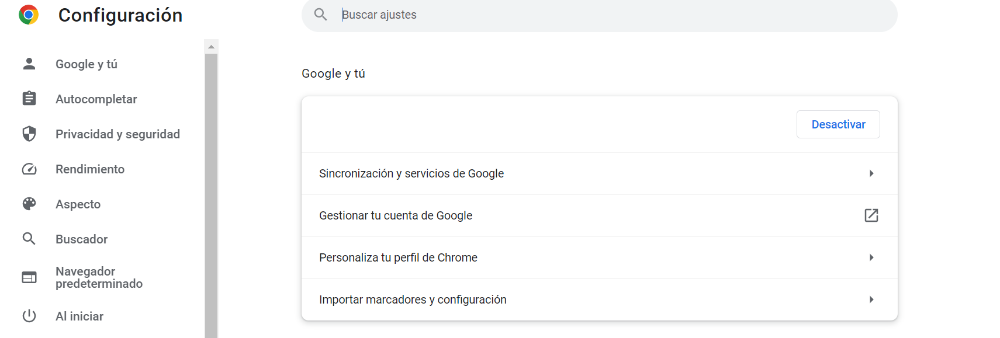 Configuración
Buscar ajustes
Google y tú
Autocompletar
Privacidad y seguridad
Rendimiento
Aspecto
Buscador
Navegador
predeterminado
Al iniciar
Google y tú
Desactivar
Sincronización y servicios de Google
Gestionar tu cuenta de Google
Personaliza tu perfil de Chrome
Importar marcadores y configuración